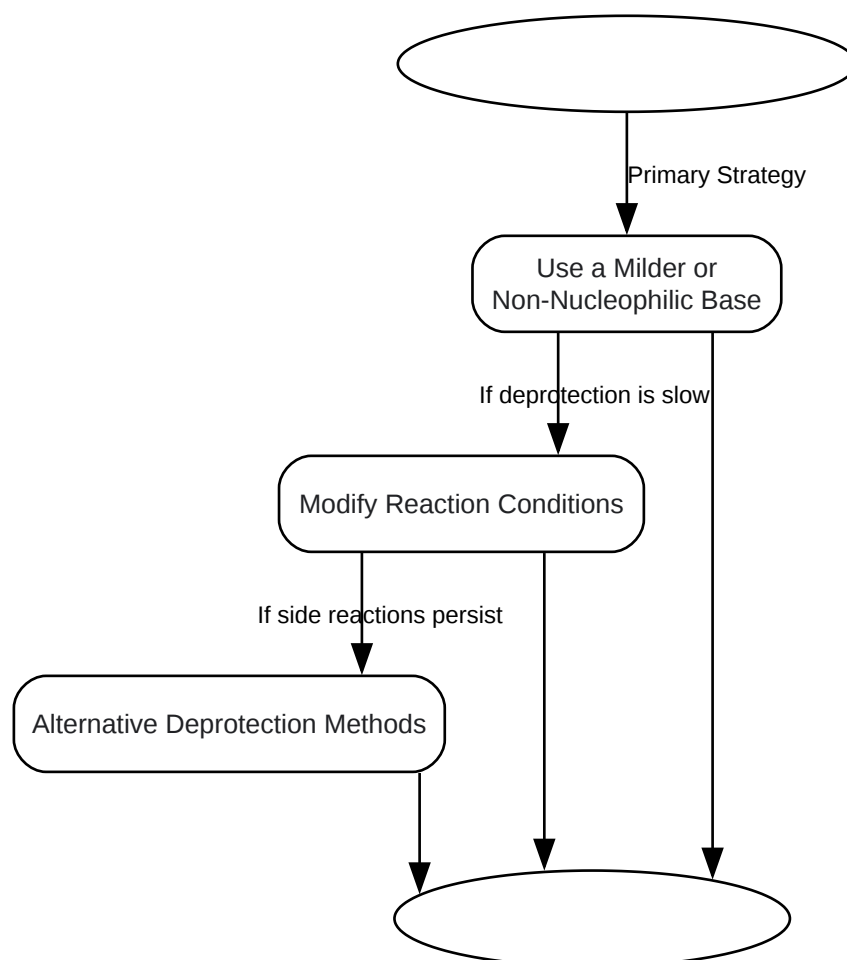 Primary Strategy
Use a Milder or
Non-Nucleophilic Base
If deprotection is slow
Modify Reaction Conditions
If side reactions persist
Alternative Deprotection Methods